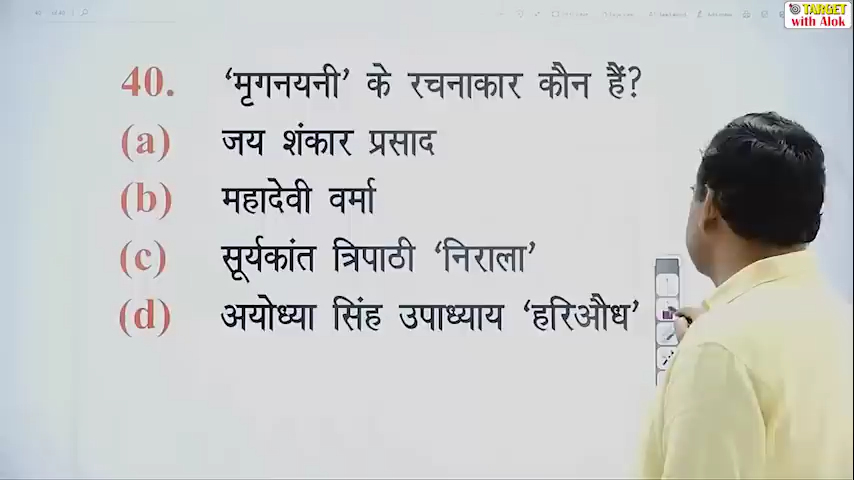 TARGET
with Alok
40. ‘मृगनयनी’ के रचनाकार कौन हैं?
(a) जय शंकार प्रसाद
(b) महादेवी वर्मा
(c) सूर्यकांत त्रिपाठी ‘निराला’
(d) अयोध्या सिंह उपाध्याय ‘हरिऔध’